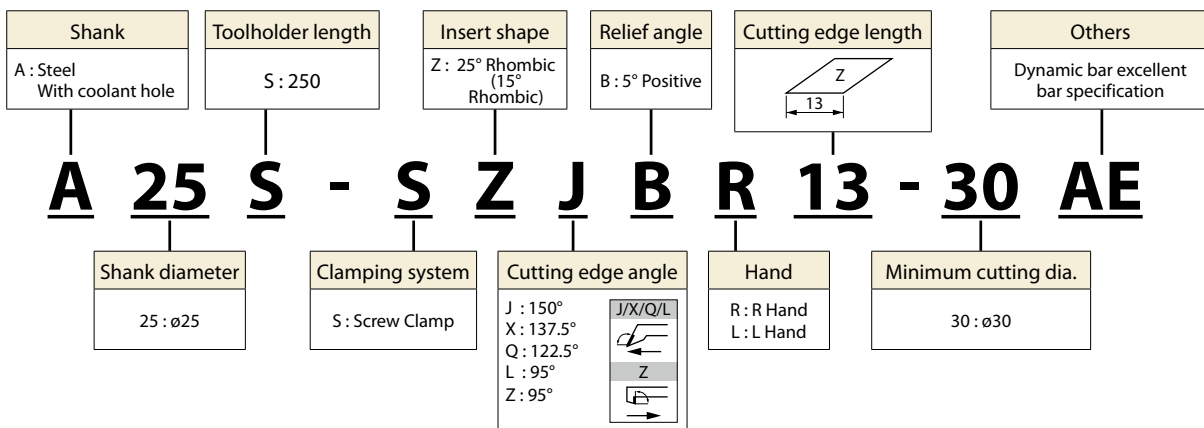 Shank
A : Steel
With coolant hole
Toolholder length
S : 250
Insert shape
Z : 25° Rhombic
(15°
Rhombic)
Relief angle
B : 5° Positive
Cutting edge length
Z
13
Others
Dynamic bar excellent
bar specification
A 25 S - S Z J B R 13 - 30 AE
Shank diameter
25 : ø25
Clamping system
S : Screw Clamp
Cutting edge angle
J : 150°
X : 137.5°
Q : 122.5°
L : 95°
Z : 95°
J/X/Q/L
Z
Hand
R : R Hand
L : L Hand
Minimum cutting dia.
30 : ø30